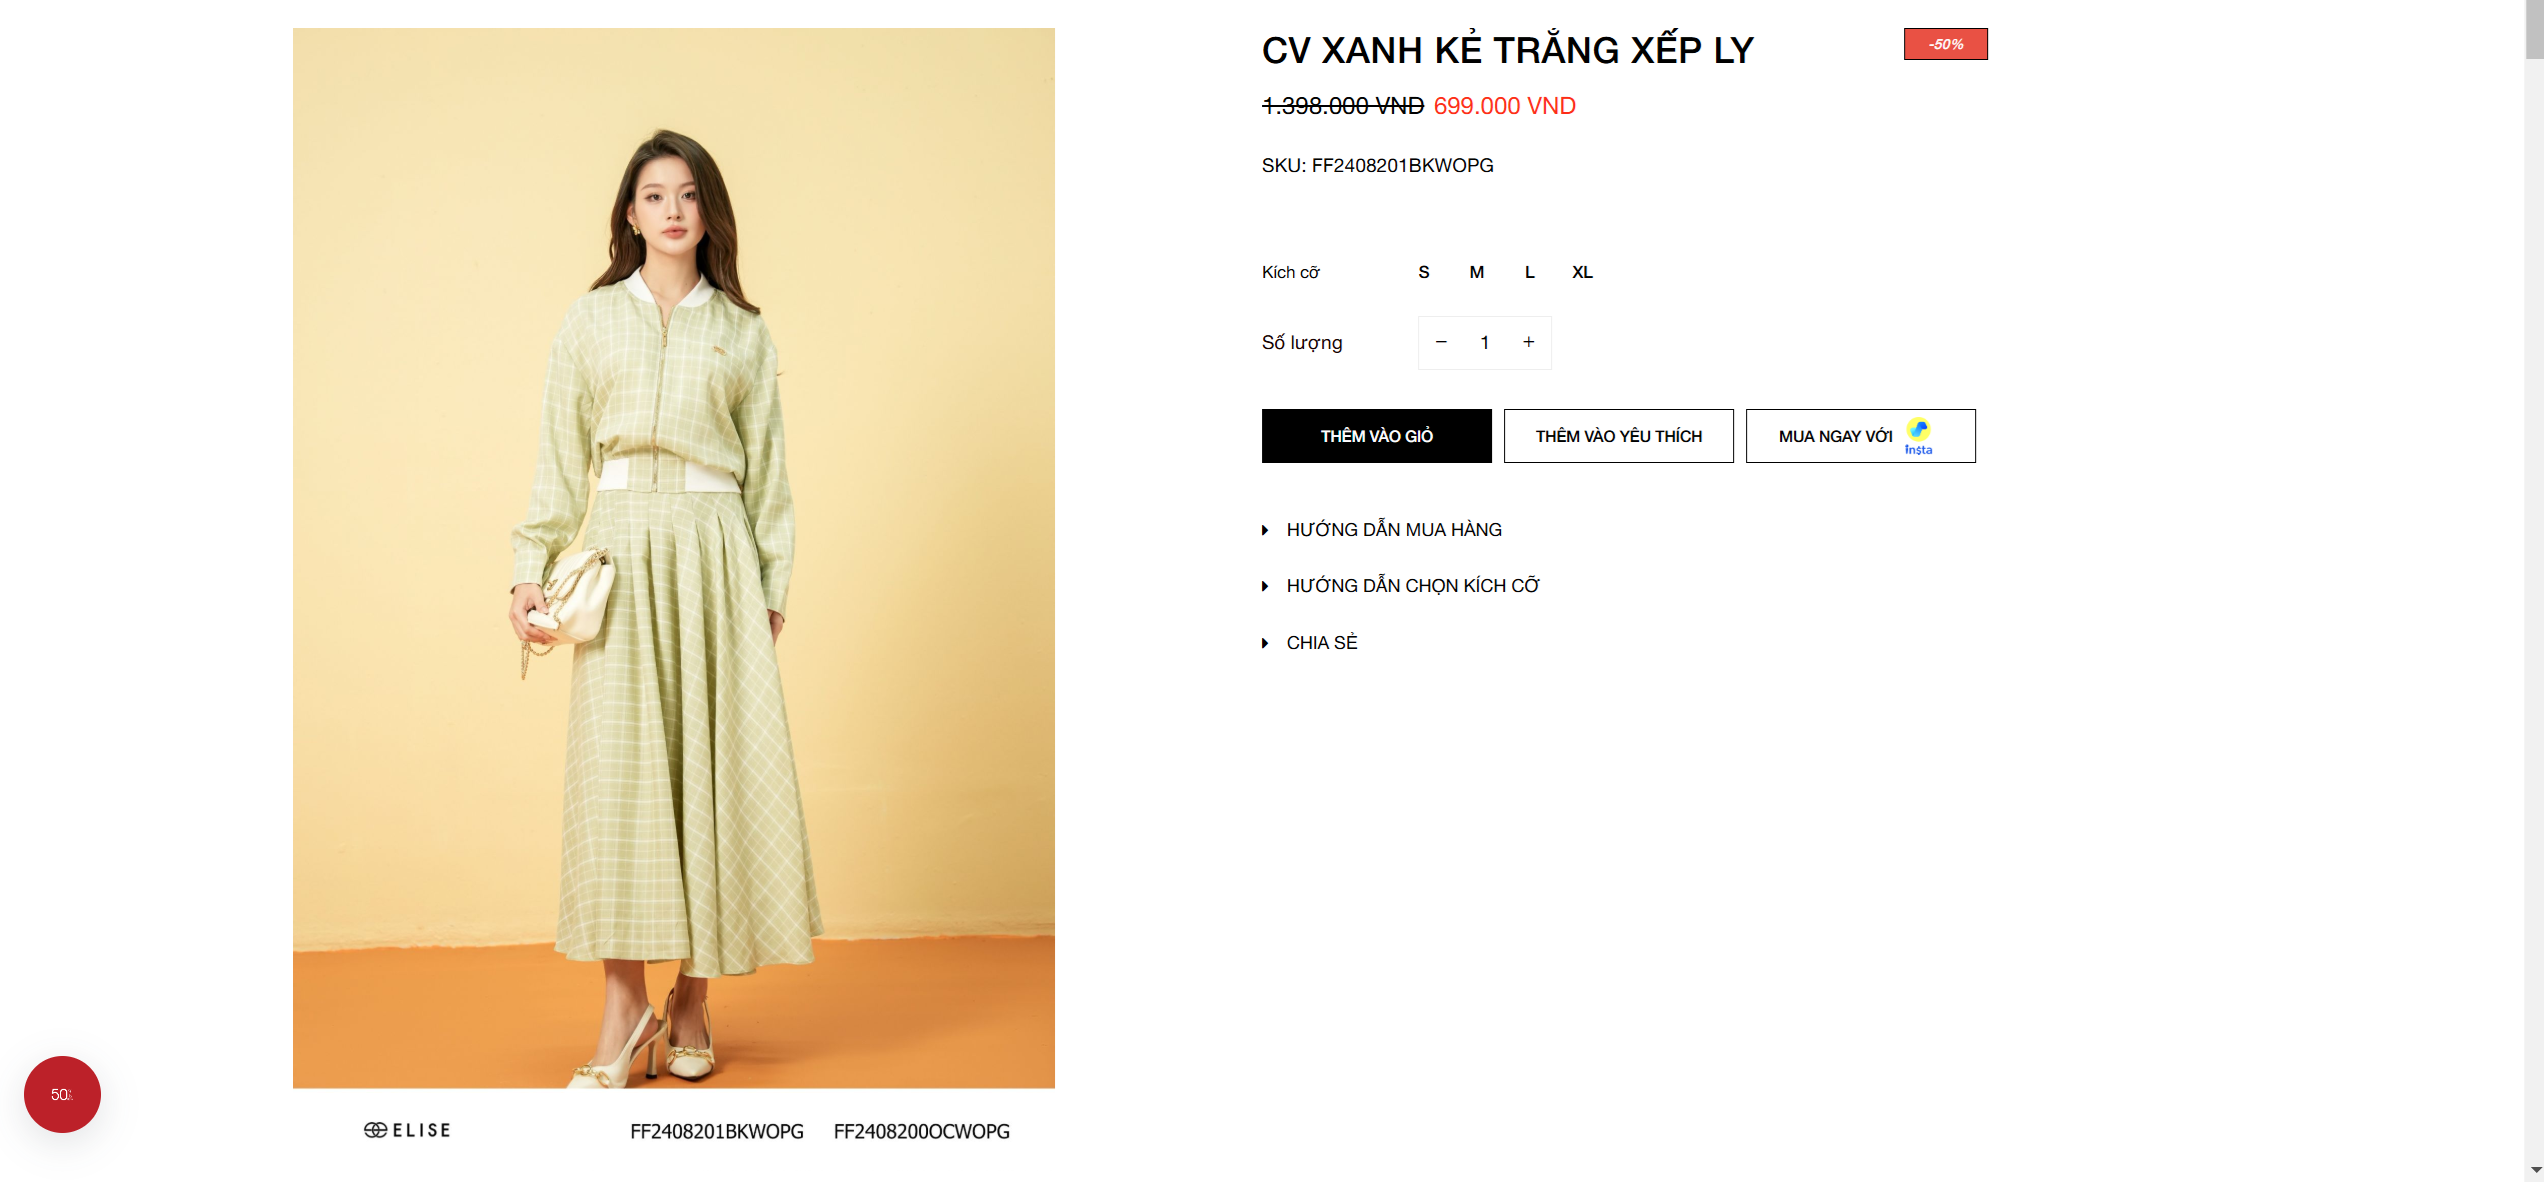 CV XANH KẺ TRẮNG XẾP LY
-50%
1.398.000 VND 699.000 VND
SKU: FF2408201BKWOPG
Kích cỡ S M L XL
Số lượng − 1 +
THÊM VÀO GIỎ THÊM VÀO YÊU THÍCH MUA NGAY VỚI insta
HƯỚNG DẪN MUA HÀNG
HƯỚNG DẪN CHỌN KÍCH CỠ
CHIA SẺ
50
ELISE FF2408201BKWOPG FF2408200OCWOPG